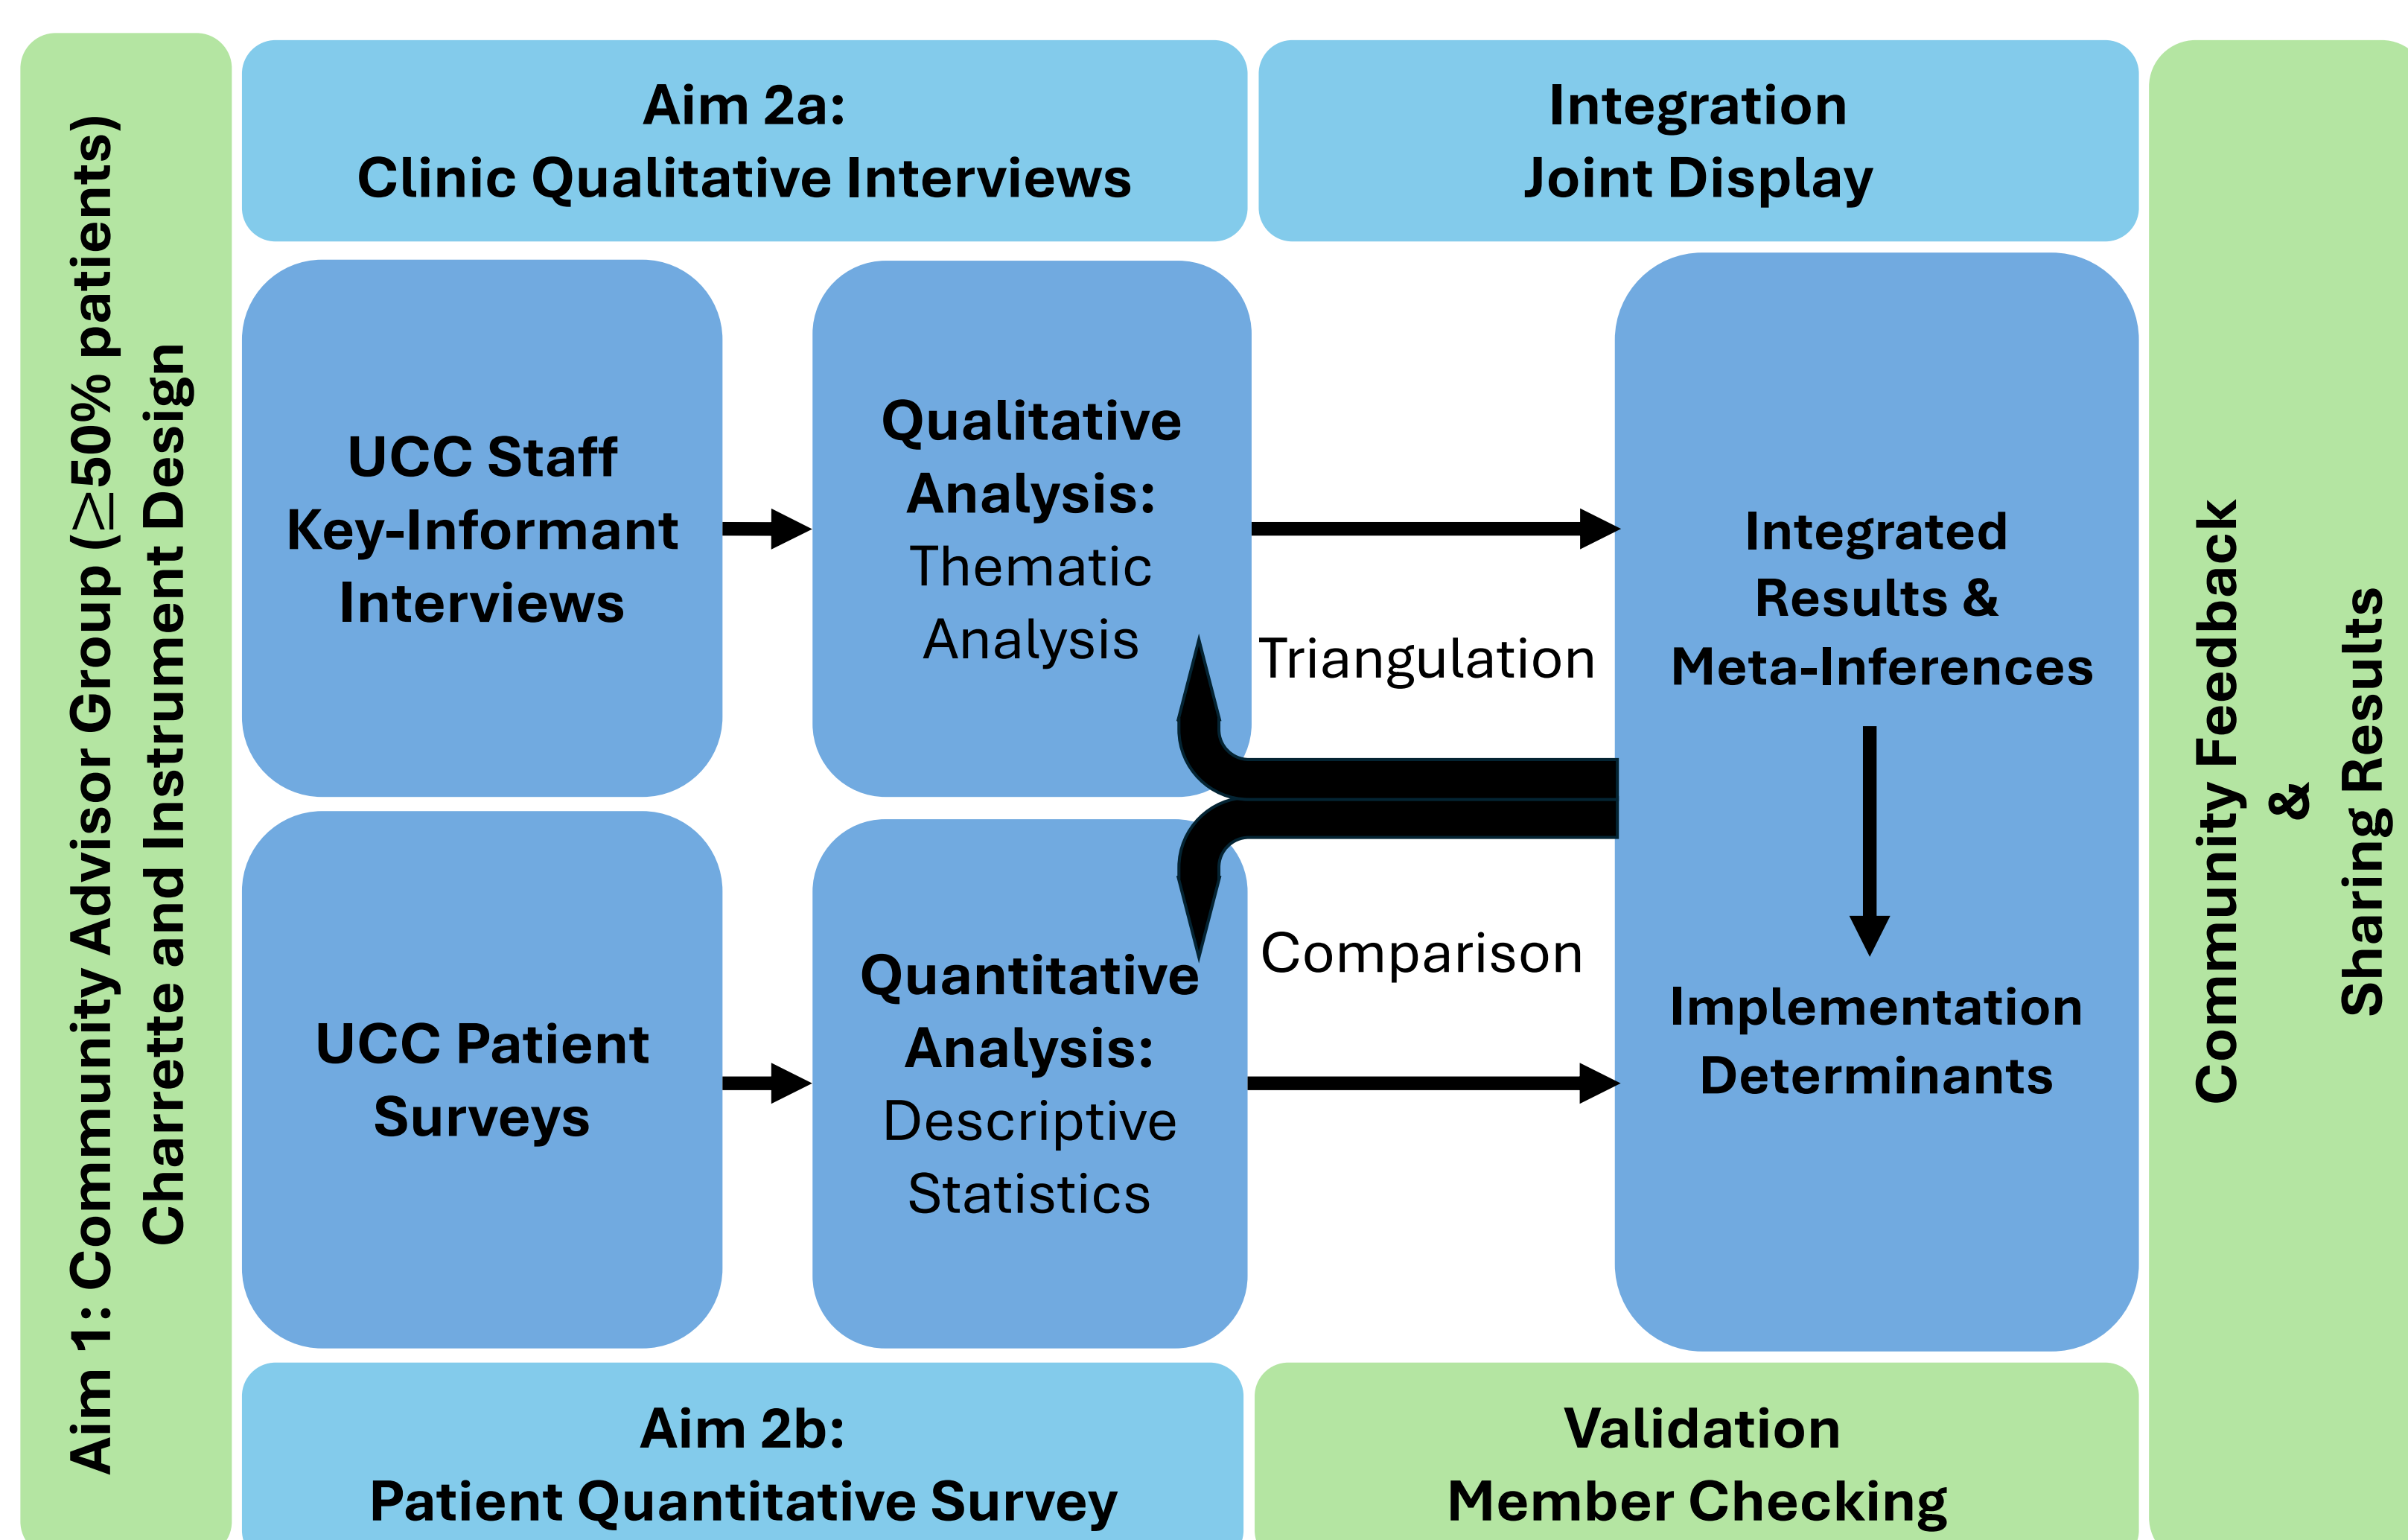 Aim 1: Community Advisor Group (≥50% patients)
Charrette and Instrument Design
Aim 2a:
Clinic Qualitative Interviews
Integration
Joint Display
UCC Staff
Key-Informant
Interviews
Qualitative
Analysis:
Thematic
Analysis
Triangulation
Integrated
Results &
Meta-Inferences
UCC Patient
Surveys
Quantitative
Analysis:
Descriptive
Statistics
Comparison
Implementation
Determinants
Aim 2b:
Patient Quantitative Survey
Validation
Member Checking
Community Feedback
&
Sharing Results